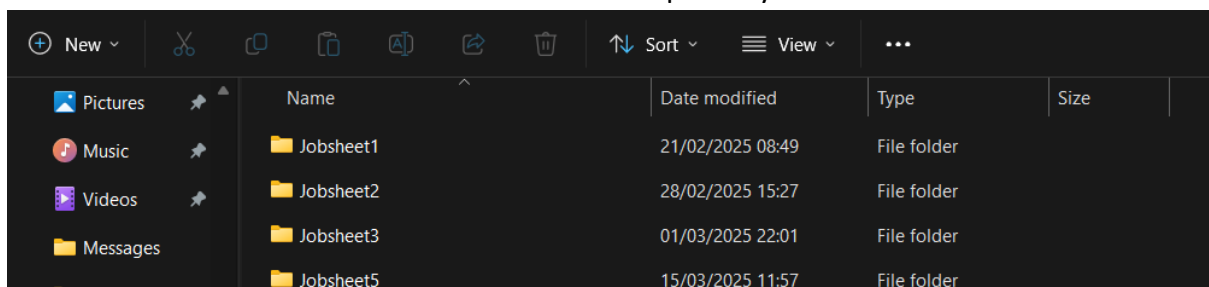 New
Sort
View
Pictures
Name
Date modified
Type
Size
Music
Jobsheet1
21/02/2025 08:49
File folder
Videos
Jobsheet2
28/02/2025 15:27
File folder
Messages
Jobsheet3
01/03/2025 22:01
File folder
Jobsheet5
15/03/2025 11:57
File folder